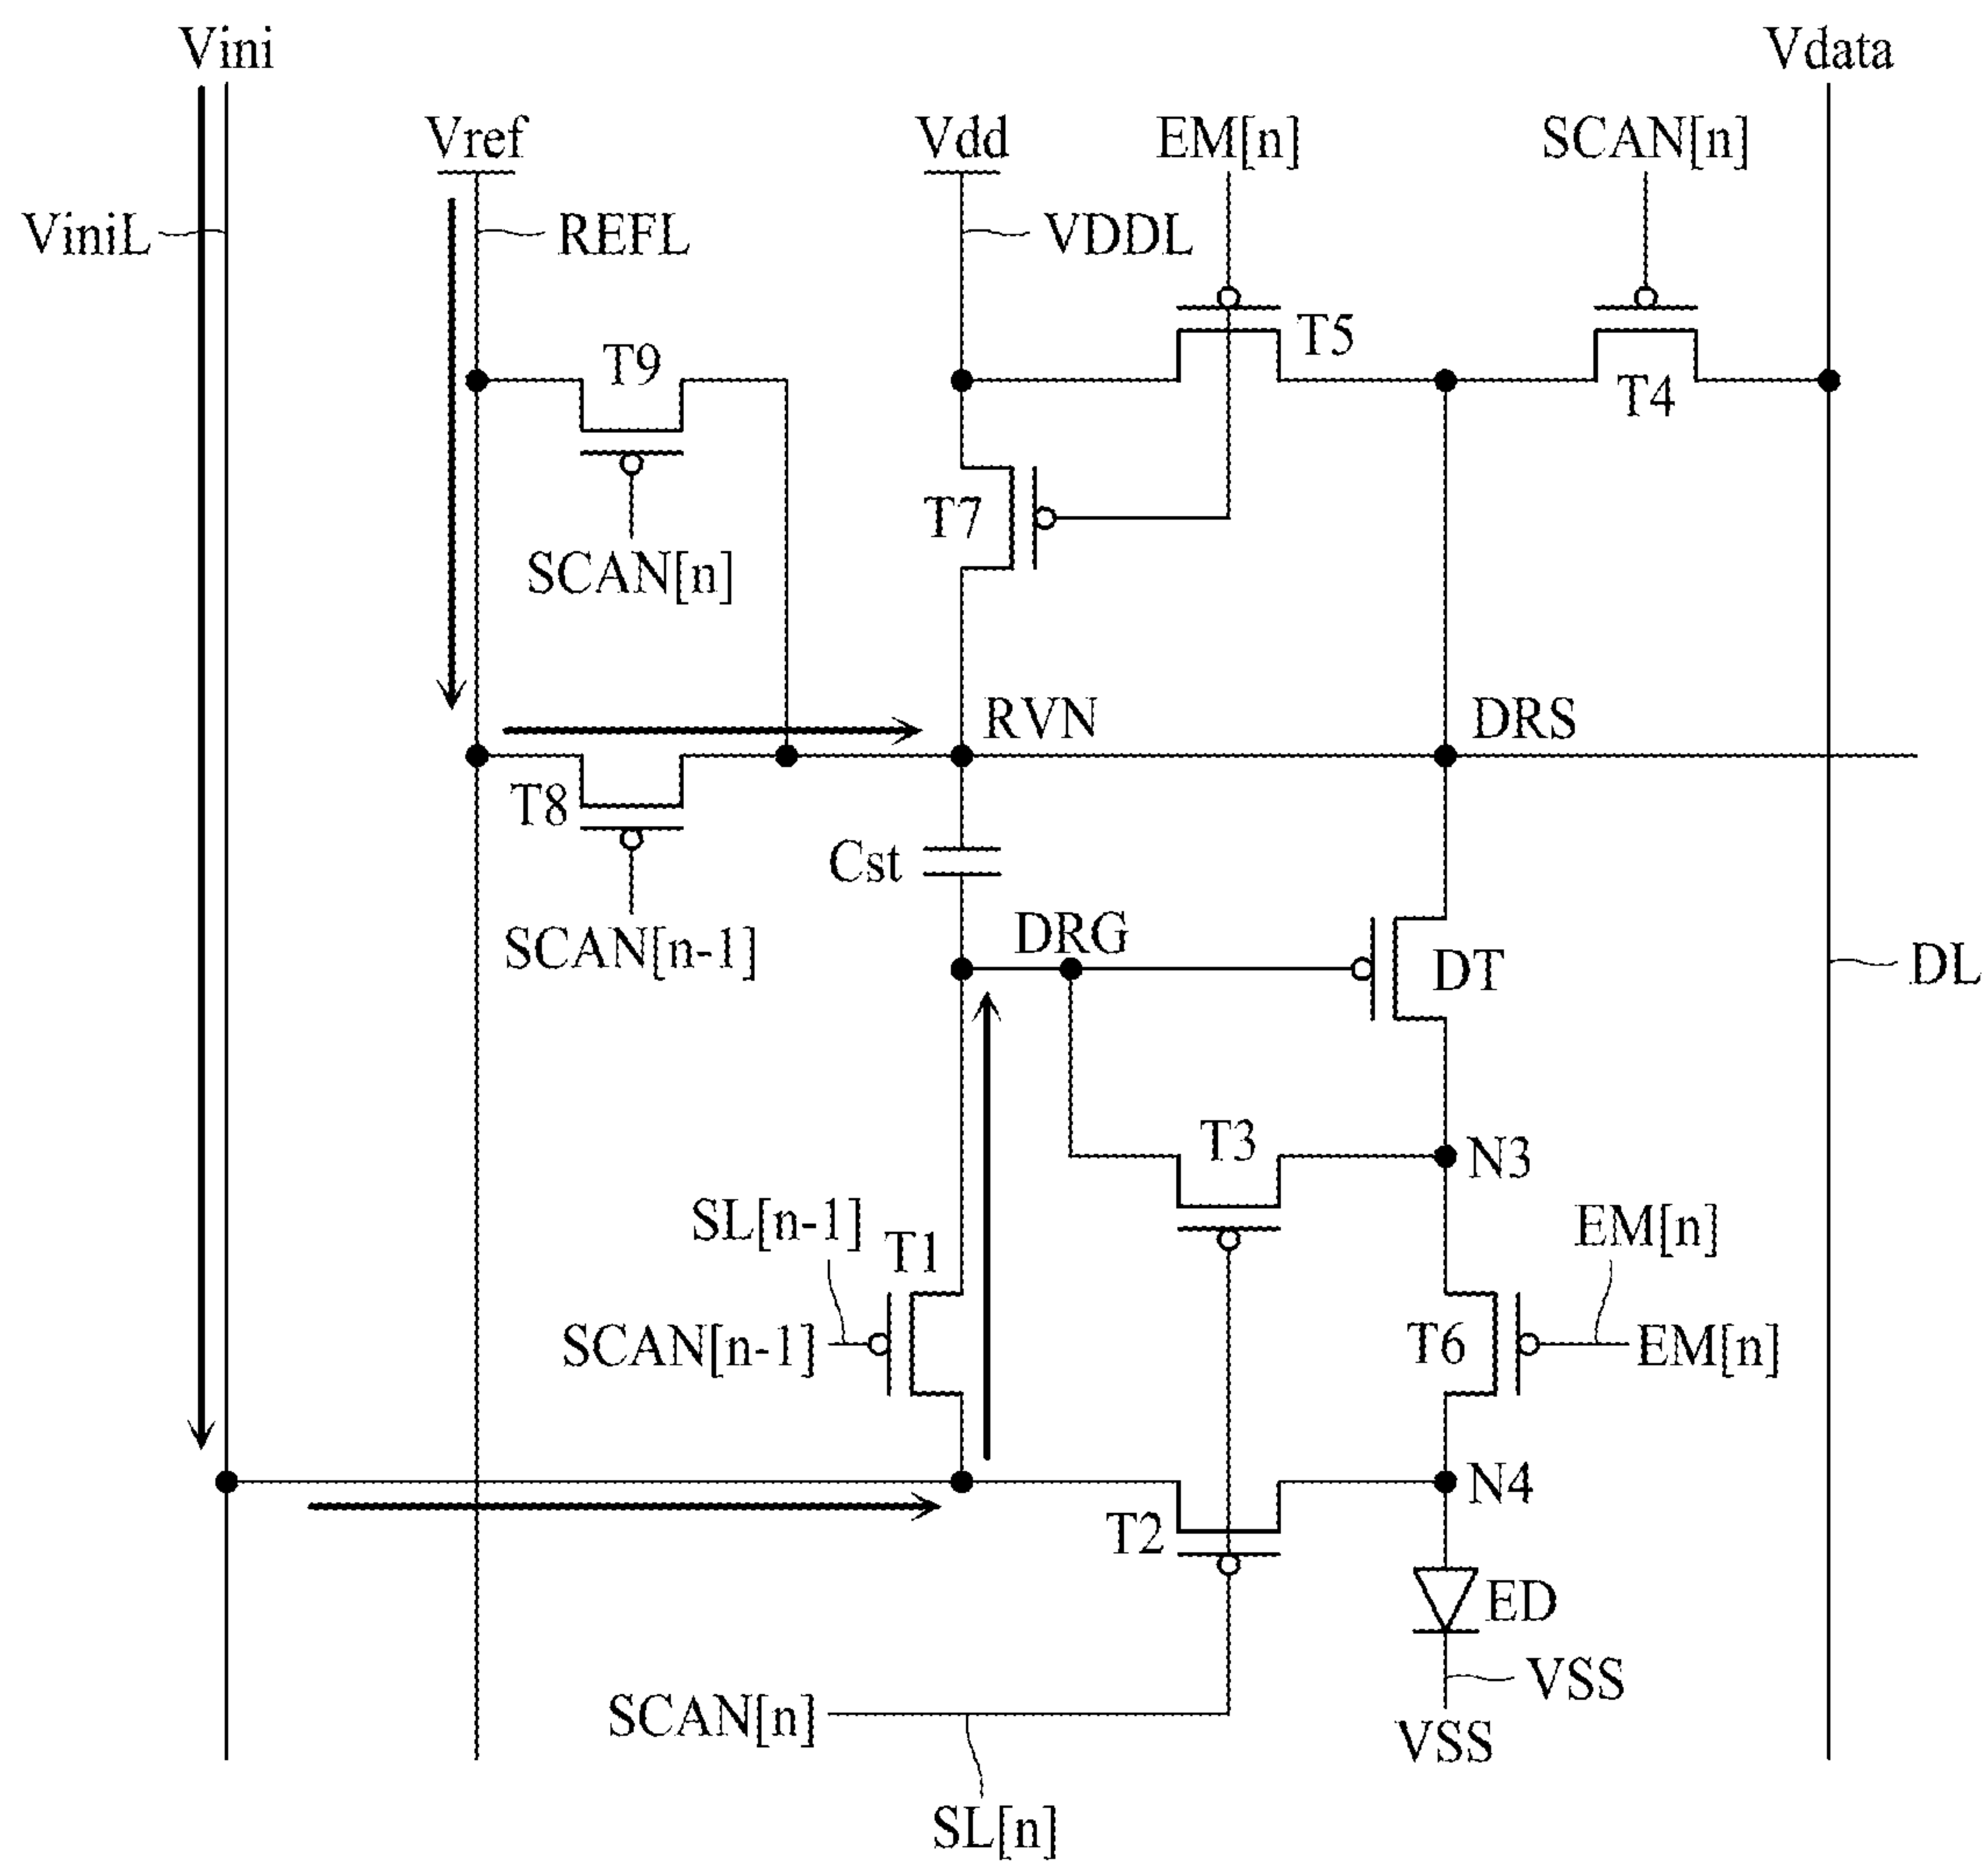 Vini
Vdata
Vref
Vdd
EM[n]
SCAN[n]
ViniL
REFL
VDDL
T5
T9
T4
T7
SCAN[n]
RVN
DRS
T8
Cst
DRG
SCAN[n-1]
DT
DL
T3
N3
SL[n-1]
T1
EM[n]
SCAN[n-1]
T6
EM[n]
N4
T2
ED
VSS
SCAN[n]
VSS
SL[n]